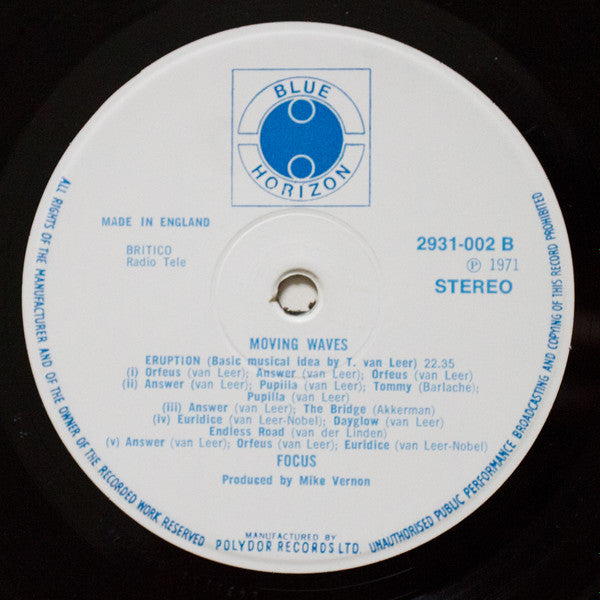 BLUE
HORIZON
MADE IN ENGLAND
BRITICO
Radio Tele
2931-002 B
Ⓟ 1971
STEREO
MOVING WAVES
ERUPTION (Basic musical idea by T. van Leer) 22.35
(i) Orfeus (van Leer); Answer (van Leer); Orfeus (van Leer)
(ii) Answer (van Leer); Pupilla (van Leer); Tommy (Barlache);
Pupilla (van Leer)
(iii) Answer (van Leer); The Bridge (Akkerman)
(iv) Euridice (van Leer-Nobel); Dayglow (van Leer)
Endless Road (van der Linden)
(v) Answer (van Leer); Orfeus (van Leer); Euridice (van Leer-Nobel)
FOCUS
Produced by Mike Vernon
MANUFACTURED BY
POLYDOR RECORDS LTD.
ALL RIGHTS OF THE MANUFACTURER AND OF THE OWNER OF THE RECORDED WORK RESERVED
UNAUTHORISED PUBLIC PERFORMANCE BROADCASTING AND COPYING OF THIS RECORD PROHIBITED